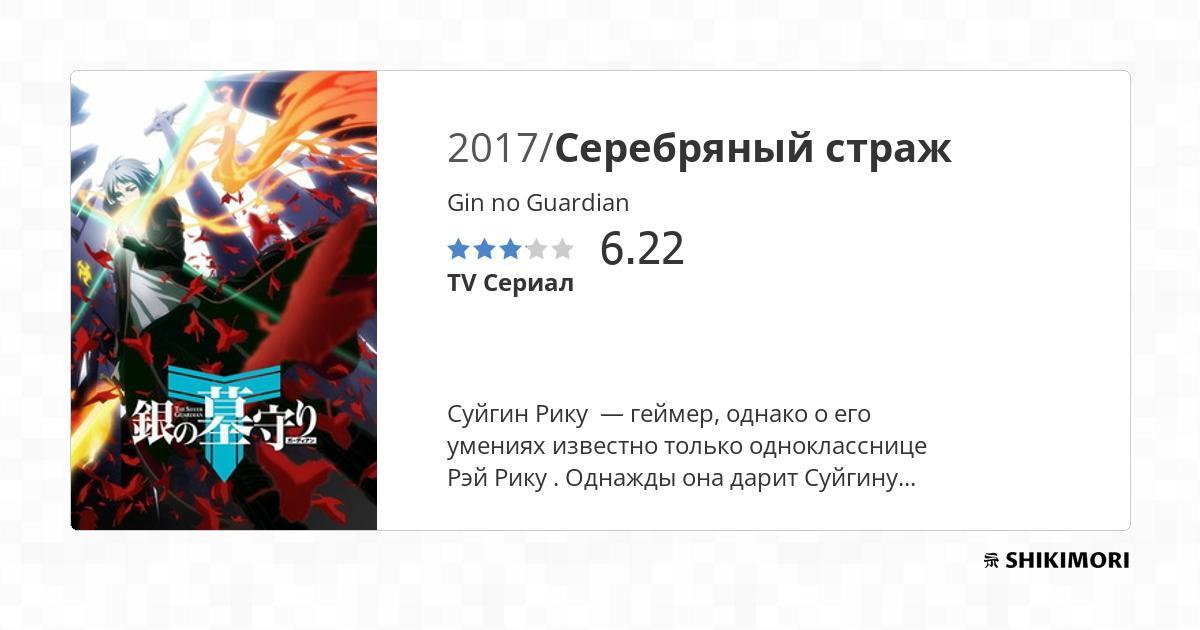 2017/Серебряный страж
Gin no Guardian
6.22
TV Сериал
Суйгин Рику — геймер, однако о его
умениях известно только однокласснице
Рэй Рику . Однажды она дарит Суйгину...
銀の墓守り
THE SILVER
GUARDIAN
ガーディアン
SHIKIMORI